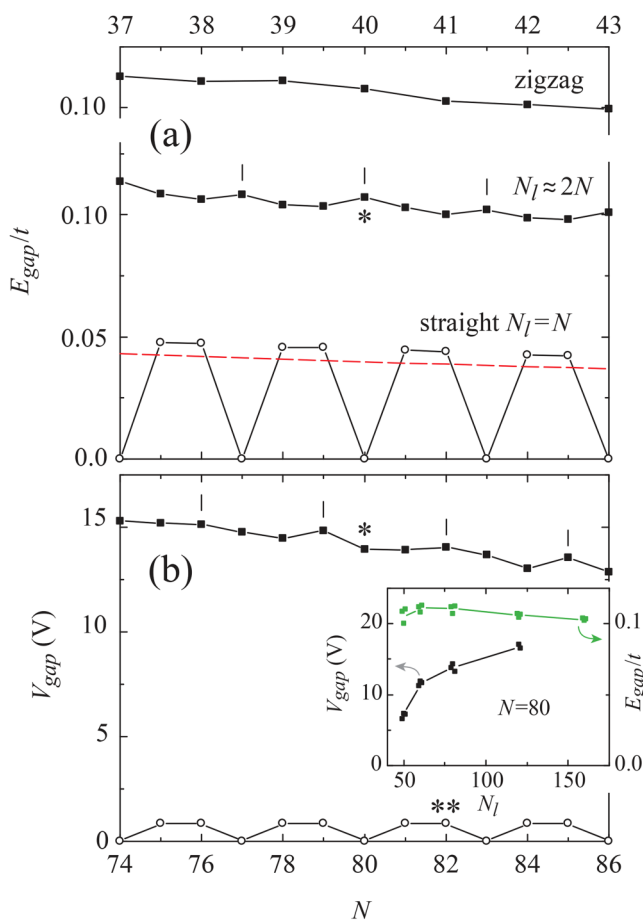 37 38 39 40 41 42 43
zigzag
0.10
(a)
N_l ≈ 2N
0.10
*
E_gap/t
straight N_l = N
0.05
0.0
15
*
(b)
10
V_gap (V)
5
0
20
V_gap (V)
10
0
0.1
E_gap/t
0.0
N=80
50 100 150
N_l
**
74 76 78 80 82 84 86
N